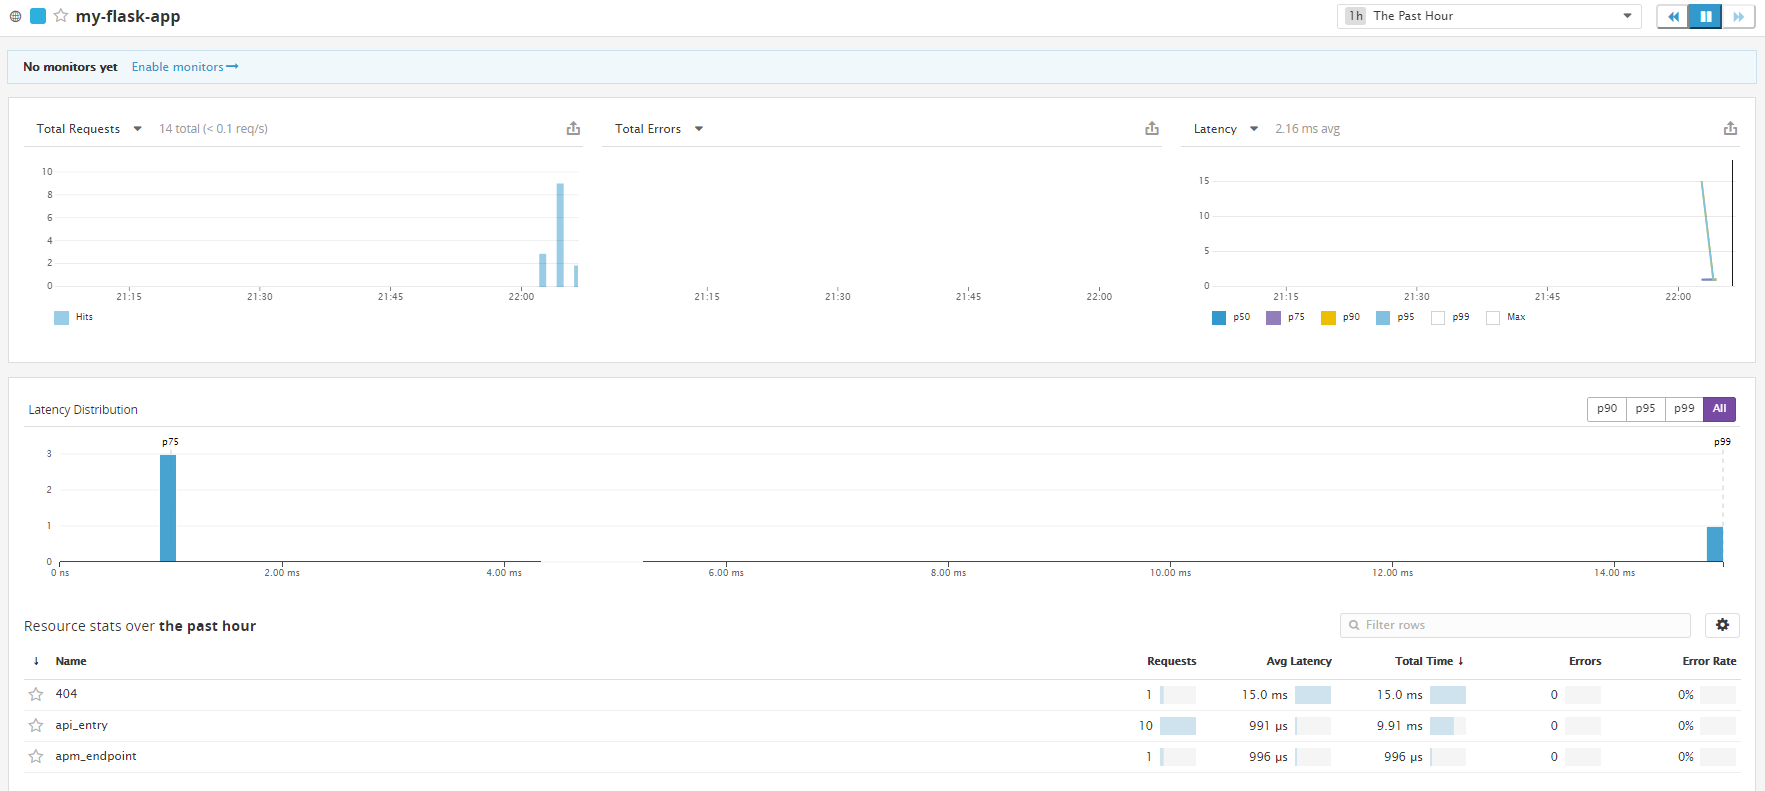 my-flask-app
1h The Past Hour
No monitors yet Enable monitors→
Total Requests 14 total (< 0.1 req/s)
10
8
6
4
2
0
21:15 21:30 21:45 22:00
Hits
Total Errors
21:15 21:30 21:45 22:00
Latency 2.16 ms avg
15
10
5
0
21:15 21:30 21:45 22:00
p50 p75 p90 p95 p99 Max
Latency Distribution
p90 p95 p99 All
p75 p99
3
2
1
0
0 ns 2.00 ms 4.00 ms 6.00 ms 8.00 ms 10.00 ms 12.00 ms 14.00 ms
Resource stats over the past hour
Filter rows
↓ Name Requests Avg Latency Total Time ↓ Errors Error Rate
404 1 15.0 ms 15.0 ms 0 0%
api_entry 10 991 µs 9.91 ms 0 0%
apm_endpoint 1 996 µs 996 µs 0 0%